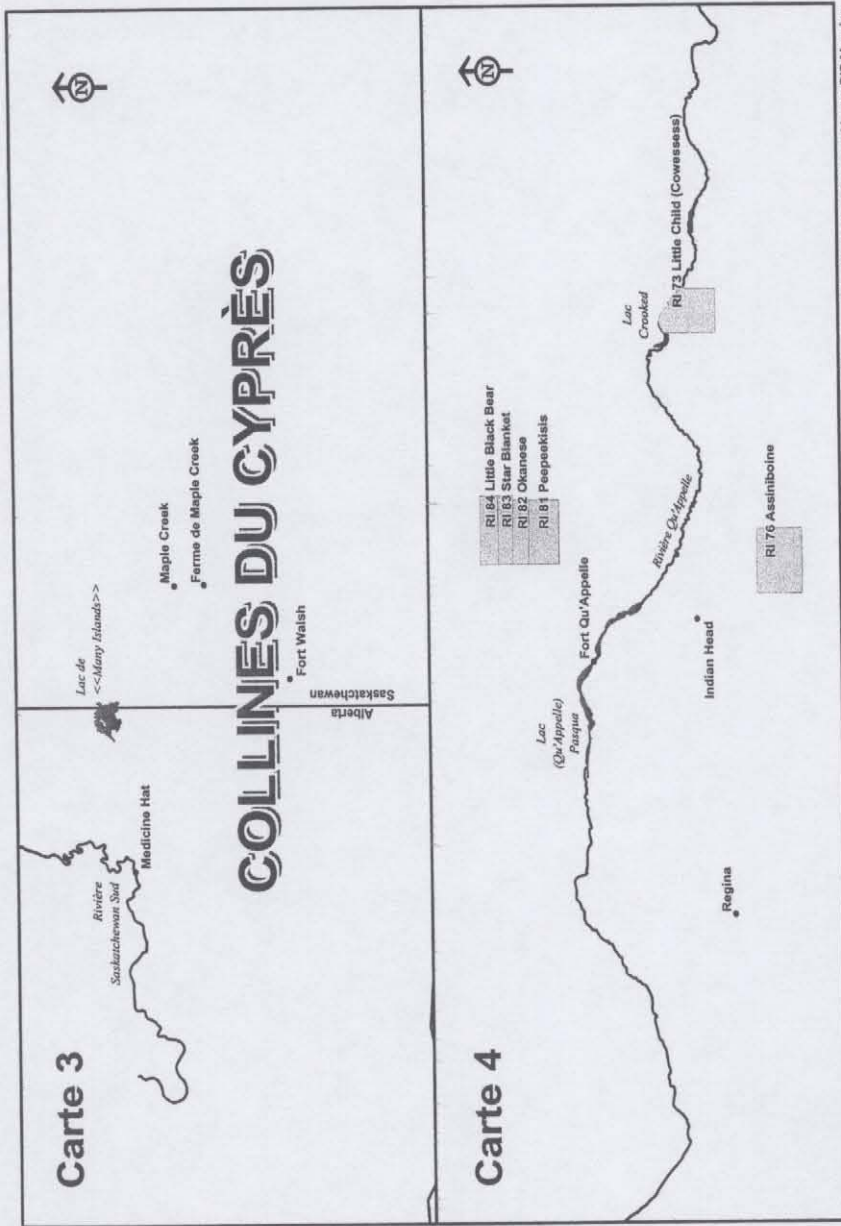 Carte 3
N
Rivière
Saskatchewan Sud
Medicine Hat
Lac de
<<Many Islands>>
Maple Creek
Ferme de Maple Creek
COLLINES DU CYPRÈS
Fort Walsh
Alberta
Saskatchewan
Carte 4
N
Lac
(Qu'Appelle)
Pasqua
Fort Qu'Appelle
RI 84 Little Black Bear
RI 83 Star Blanket
RI 82 Okanese
RI 81 Peepeekisis
Lac
Crooked
RI 73 Little Child (Cowessess)
Rivière Qu'Appelle
Indian Head
RI 76 Assiniboine
Regina